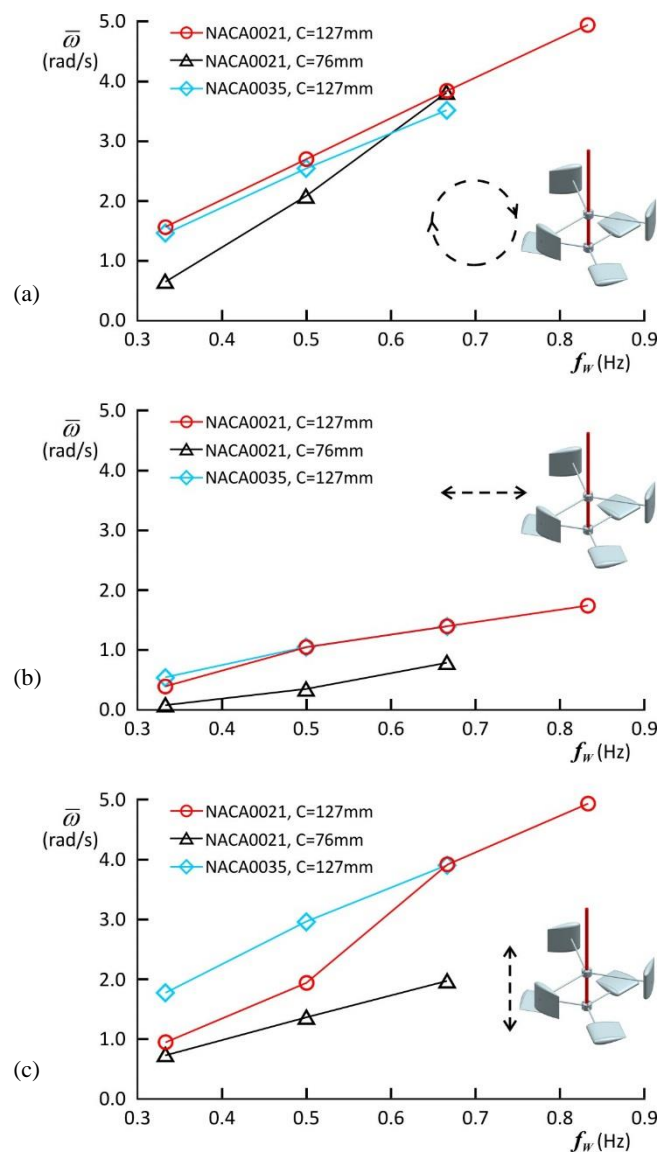 5.0
ω̅
(rad/s)
4.0
3.0
2.0
1.0
0.0
NACA0021, C=127mm
NACA0021, C=76mm
NACA0035, C=127mm
(a)
0.3 0.4 0.5 0.6 0.7 0.8 0.9
f_W (Hz)
5.0
ω̅
(rad/s)
4.0
3.0
2.0
1.0
0.0
NACA0021, C=127mm
NACA0021, C=76mm
NACA0035, C=127mm
(b)
0.3 0.4 0.5 0.6 0.7 0.8 0.9
f_W (Hz)
5.0
ω̅
(rad/s)
4.0
3.0
2.0
1.0
0.0
NACA0021, C=127mm
NACA0021, C=76mm
NACA0035, C=127mm
(c)
0.3 0.4 0.5 0.6 0.7 0.8 0.9
f_W (Hz)